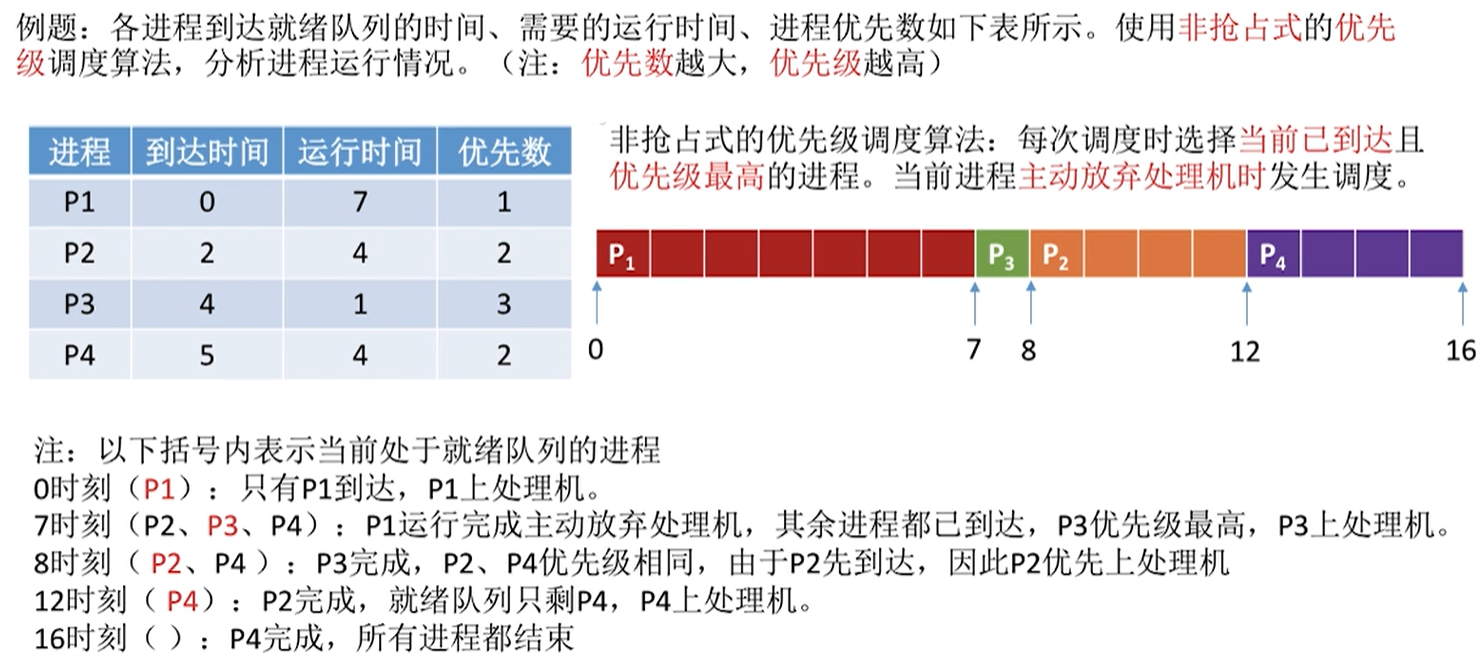 例题：各进程到达就绪队列的时间、需要的运行时间、进程优先数如下表所示。使用非抢占式的优先
级调度算法，分析进程运行情况。（注：优先数越大，优先级越高）
进程 到达时间 运行时间 优先数
P1 0 7 1
P2 2 4 2
P3 4 1 3
P4 5 4 2
非抢占式的优先级调度算法：每次调度时选择当前已到达且
优先级最高的进程。当前进程主动放弃处理机时发生调度。
P1 P3 P2 P4
0 7 8 12 16
注：以下括号内表示当前处于就绪队列的进程
0时刻（P1）：只有P1到达，P1上处理机。
7时刻（P2、P3、P4）：P1运行完成主动放弃处理机，其余进程都已到达，P3优先级最高，P3上处理机。
8时刻（P2、P4）：P3完成，P2、P4优先级相同，由于P2先到达，因此P2优先上处理机
12时刻（P4）：P2完成，就绪队列只剩P4，P4上处理机。
16时刻（ ）：P4完成，所有进程都结束